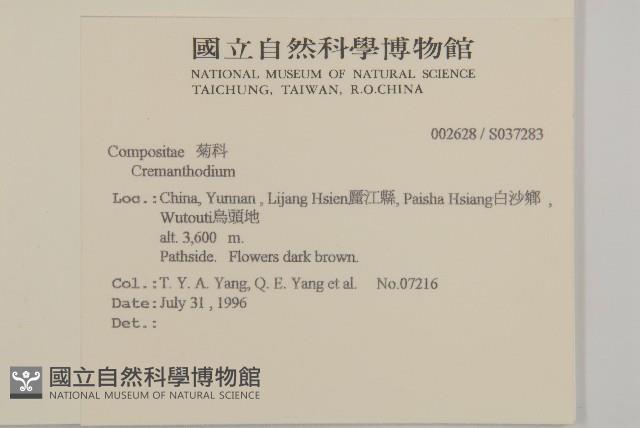 國立自然科學博物館
NATIONAL MUSEUM OF NATURAL SCIENCE
TAICHUNG, TAIWAN, R.O.CHINA
002628 / S037283
Compositae 菊科
Cremanthodium
Loc.:China, Yunnan , Lijang Hsien麗江縣, Paisha Hsiang白沙鄉 ,
Wutouti烏頭地
alt. 3,600 m.
Pathside. Flowers dark brown.
Col.:T. Y. A. Yang, Q. E. Yang et al. No.07216
Date:July 31 , 1996
Det.:
國立自然科學博物館
NATIONAL MUSEUM OF NATURAL SCIENCE